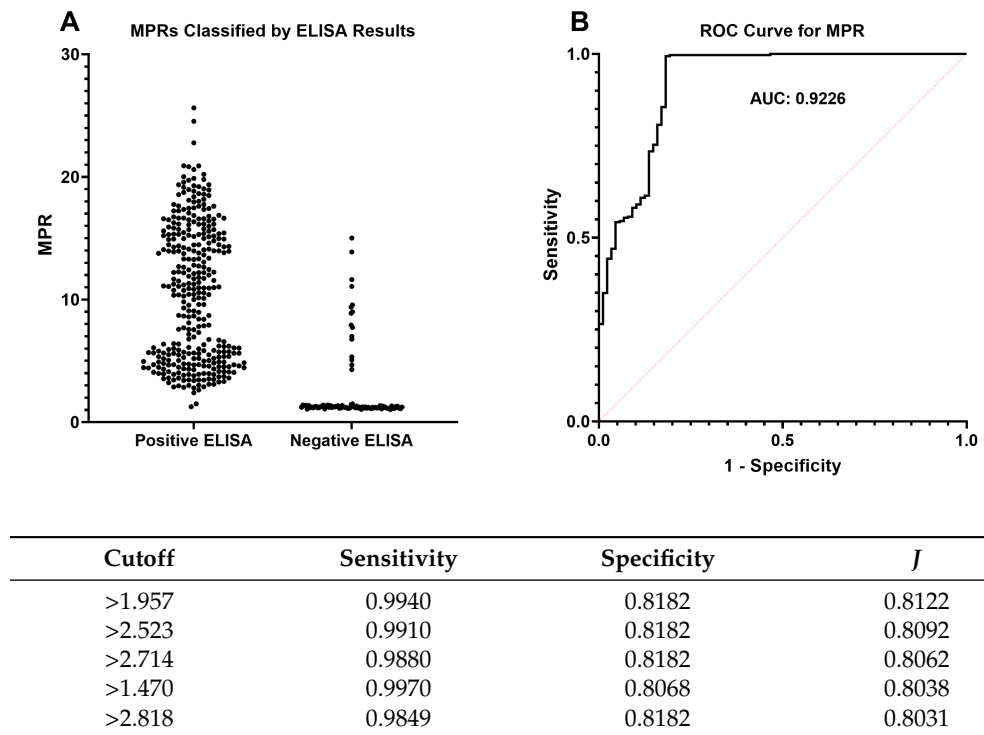 A
MPRs Classified by ELISA Results
MPR
30
20
10
0
Positive ELISA
Negative ELISA
B
ROC Curve for MPR
AUC: 0.9226
Sensitivity
1.0
0.5
0.0
0.0
0.5
1.0
1 - Specificity
Cutoff Sensitivity Specificity J
>1.957 0.9940 0.8182 0.8122
>2.523 0.9910 0.8182 0.8092
>2.714 0.9880 0.8182 0.8062
>1.470 0.9970 0.8068 0.8038
>2.818 0.9849 0.8182 0.8031